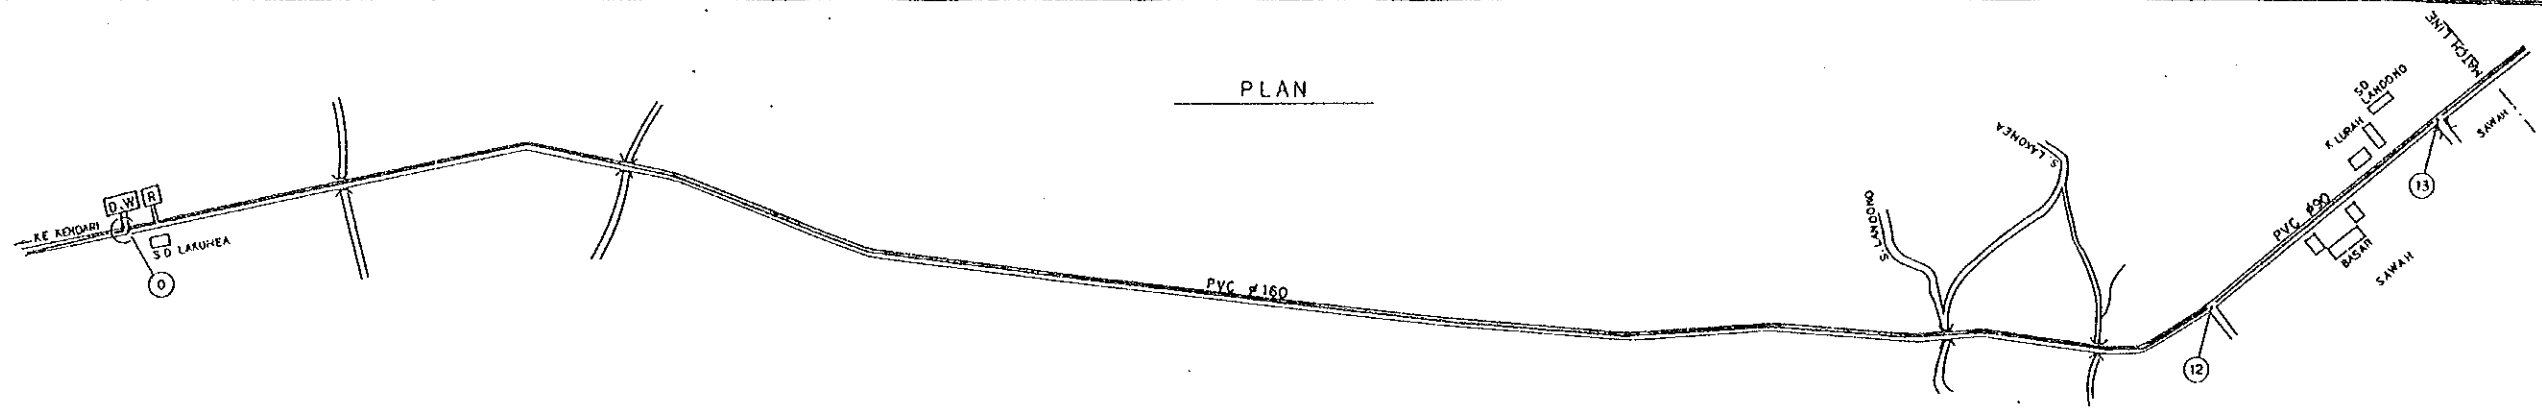 PLAN
KE KENDARI
D.W
R
SD LAKONEA
0
PVC ø160
S. LANDONO
S. LAKONEA
12
PVC ø90
BASAR
SAWAH
K LURAH
SD
LANDONO
13
SAWAH
MATCH LINE